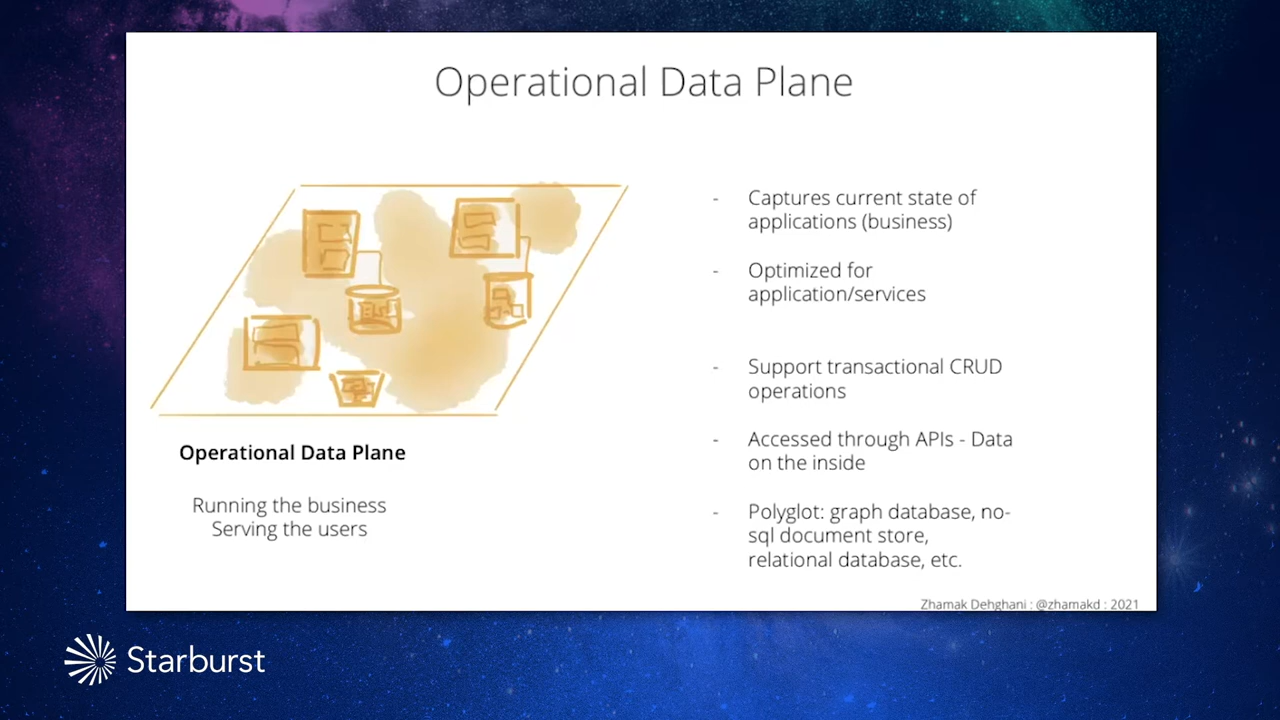 Operational Data Plane
- Captures current state of
applications (business)
- Optimized for
application/services
- Support transactional CRUD
operations
- Accessed through APIs - Data
on the inside
- Polyglot: graph database, no-
sql document store,
relational database, etc.
Operational Data Plane
Running the business
Serving the users
Zhamak Dehghani : @zhamakd : 2021
Starburst